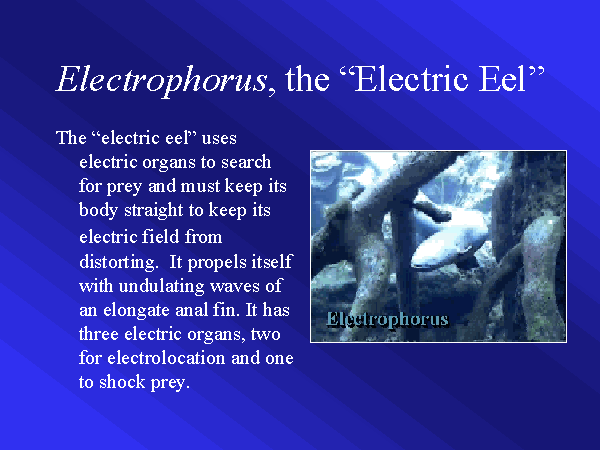 Electrophorus, the “Electric Eel”
The “electric eel” uses
electric organs to search
for prey and must keep its
body straight to keep its
electric field from
distorting.  It propels itself
with undulating waves of
an elongate anal fin. It has
three electric organs, two
for electrolocation and one
to shock prey.
Electrophorus